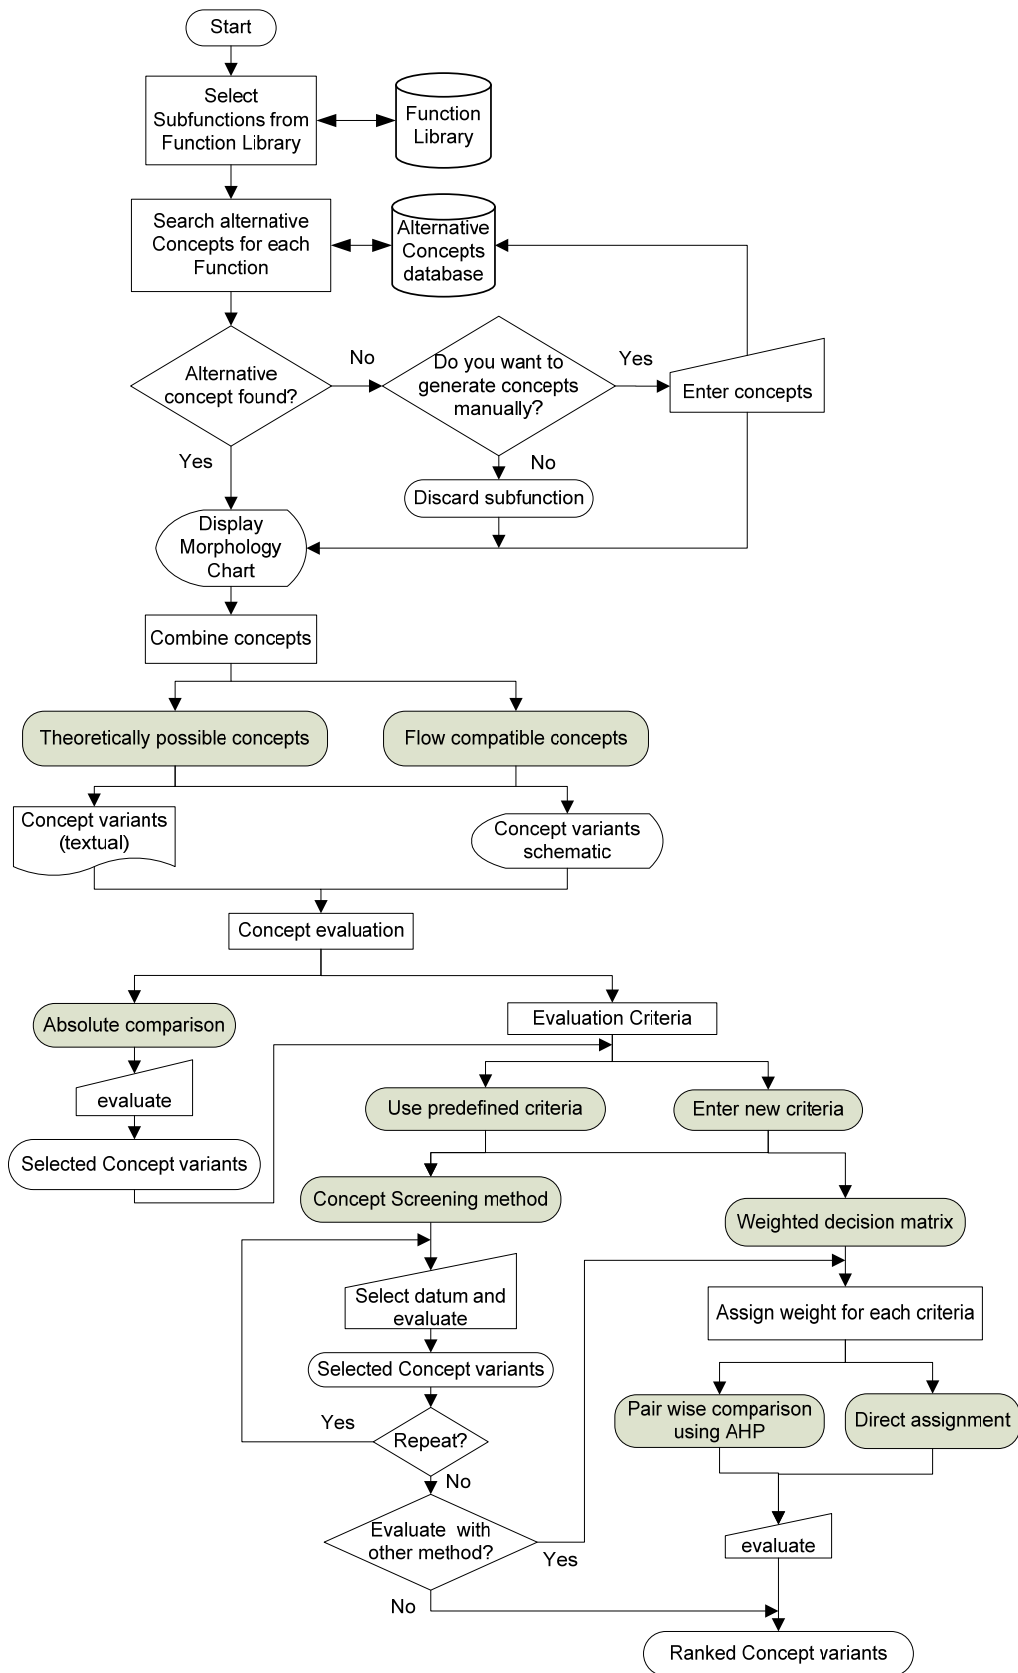 Start
Select
Subfunctions from
Function Library
Function
Library
Search alternative
Concepts for each
Function
Alternative
Concepts
database
Alternative
concept found?
No
Do you want to
generate concepts
manually?
Yes
Enter concepts
Yes
No
Discard subfunction
Display
Morphology
Chart
Combine concepts
Theoretically possible concepts
Flow compatible concepts
Concept variants
(textual)
Concept variants
schematic
Concept evaluation
Absolute comparison
Evaluation Criteria
evaluate
Use predefined criteria
Enter new criteria
Selected Concept variants
Concept Screening method
Weighted decision matrix
Select datum and
evaluate
Assign weight for each criteria
Selected Concept variants
Pair wise comparison
using AHP
Direct assignment
Yes
Repeat?
No
Evaluate with
other method?
Yes
evaluate
No
Ranked Concept variants